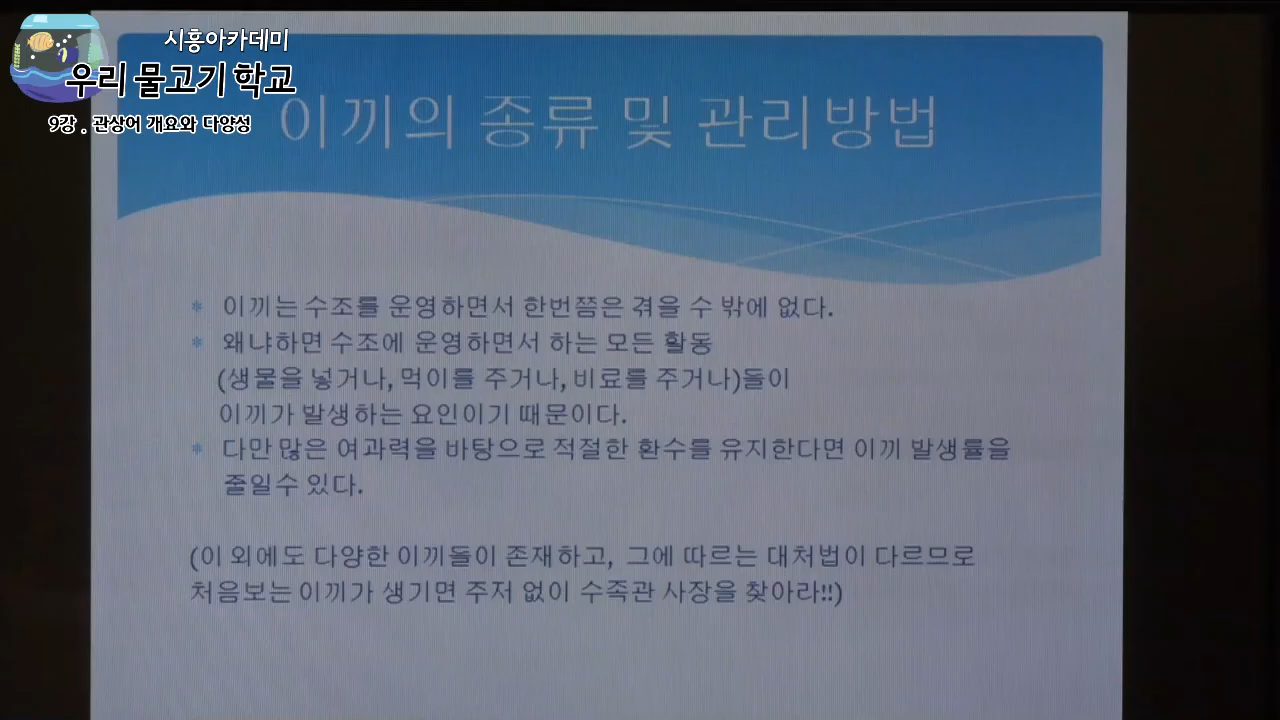 시흥아카데미
우리 물고기 학교
9강 . 관상어 개요와 다양성
이끼의 종류 및 관리방법
* 이끼는 수조를 운영하면서 한번쯤은 겪을 수 밖에 없다.
* 왜냐하면 수조에 운영하면서 하는 모든 활동
(생물을 넣거나, 먹이를 주거나, 비료를 주거나)들이
이끼가 발생하는 요인이기 때문이다.
* 다만 많은 여과력을 바탕으로 적절한 환수를 유지한다면 이끼 발생률을
줄일수 있다.
(이 외에도 다양한 이끼들이 존재하고, 그에 따르는 대처법이 다르므로
처음보는 이끼가 생기면 주저 없이 수족관 사장을 찾아라!!)